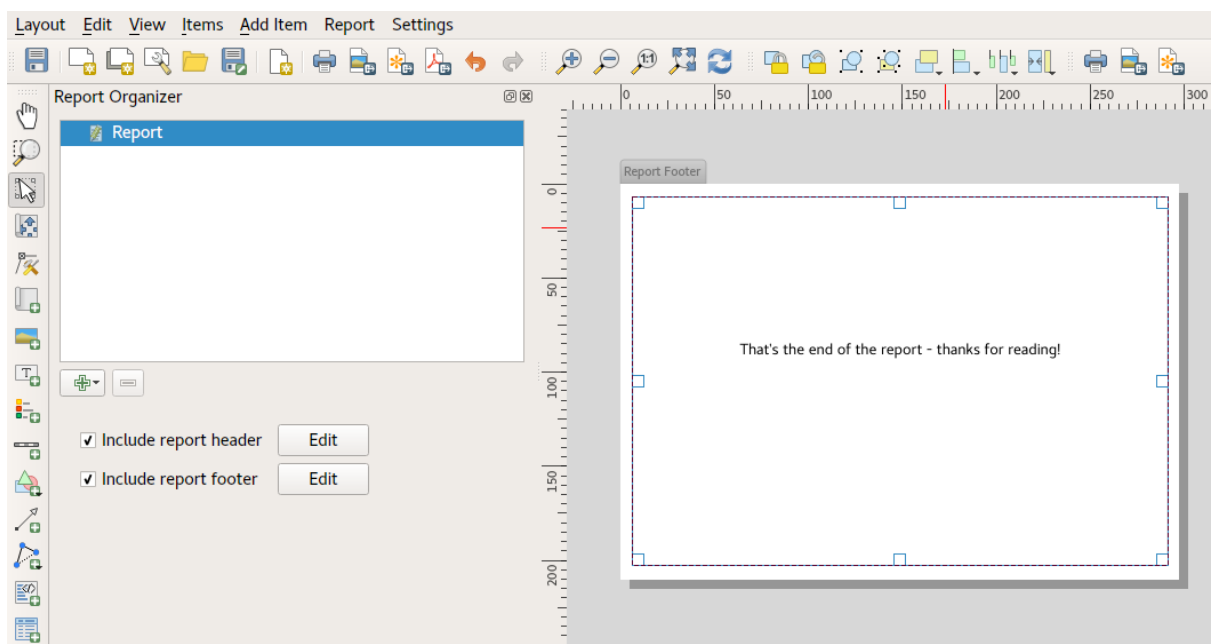 Layout Edit View Items Add Item Report Settings
Report Organizer
Report
Include report header Edit
Include report footer Edit
0 50 100 150 200 250 300
Report Footer
0
50
100
150
200
That's the end of the report - thanks for reading!